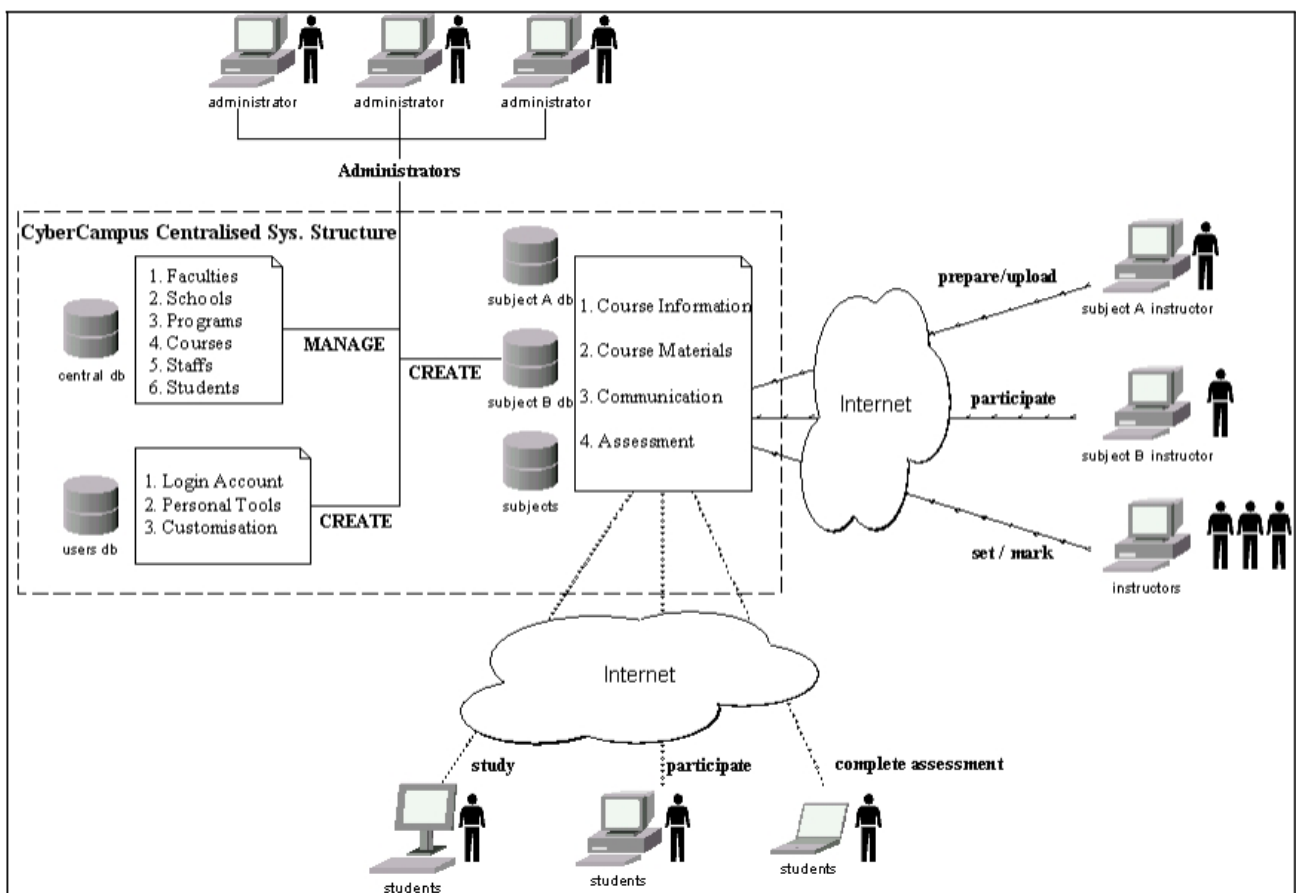 administrator
administrator
administrator
Administrators
CyberCampus Centralised Sys. Structure
1. Faculties
2. Schools
3. Programs
4. Courses
5. Staffs
6. Students
central db
MANAGE
1. Login Account
2. Personal Tools
3. Customisation
users db
CREATE
CREATE
subject A db
subject B db
subjects
1. Course Information
2. Course Materials
3. Communication
4. Assessment
Internet
prepare/upload
subject A instructor
participate
subject B instructor
set / mark
instructors
Internet
study
participate
complete assessment
students
students
students